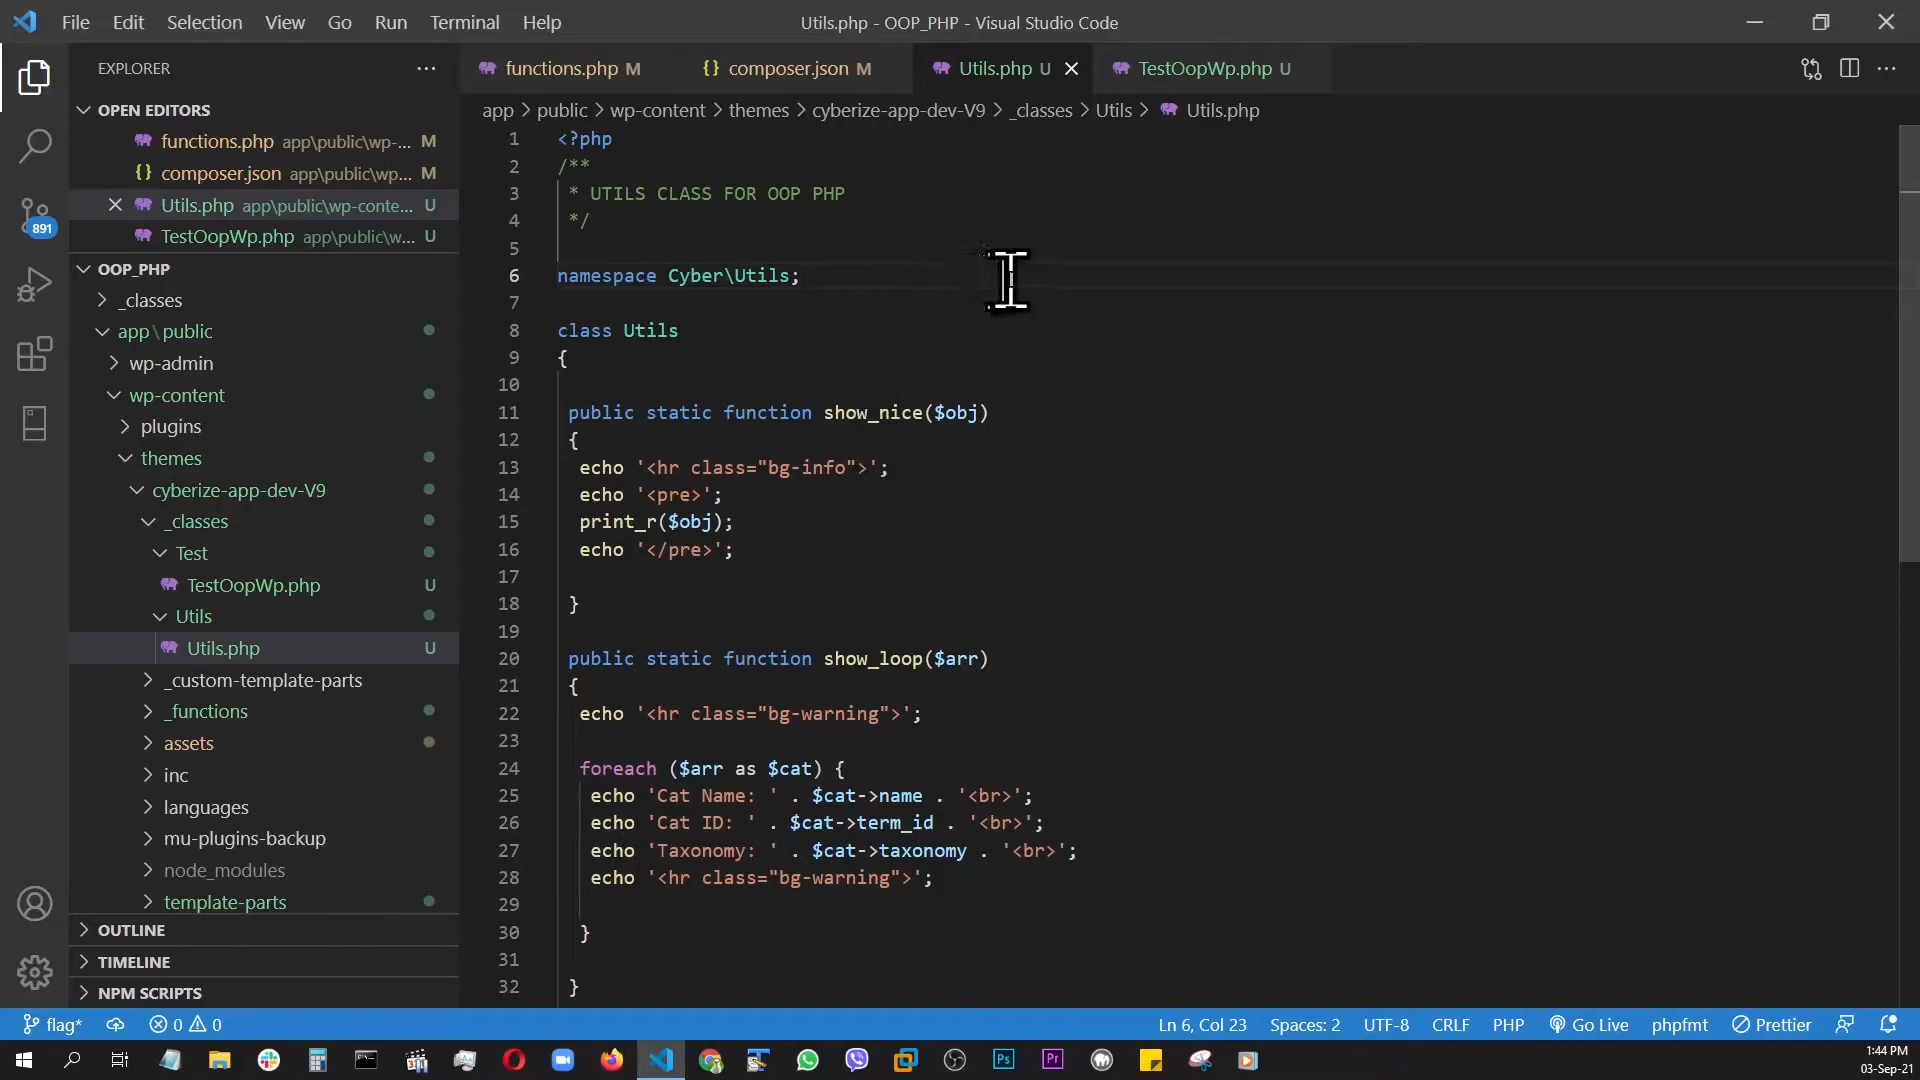 File Edit Selection View Go Run Terminal Help
Utils.php - OOP_PHP - Visual Studio Code
EXPLORER
OPEN EDITORS
functions.php app\public\wp-... M
composer.json app\public\wp... M
Utils.php app\public\wp-conte... U
TestOopWp.php app\public\w... U
OOP_PHP
_classes
app\public
wp-admin
wp-content
plugins
themes
cyberize-app-dev-V9
_classes
Test
TestOopWp.php U
Utils
Utils.php U
_custom-template-parts
_functions
assets
inc
languages
mu-plugins-backup
node_modules
template-parts
OUTLINE
TIMELINE
NPM SCRIPTS
891
functions.php M {} composer.json M Utils.php U TestOopWp.php U
app > public > wp-content > themes > cyberize-app-dev-V9 > _classes > Utils > Utils.php
1 <?php
2 /**
3 * UTILS CLASS FOR OOP PHP
4 */
5
6 namespace Cyber\Utils;
7
8 class Utils
9 {
10
11 public static function show_nice($obj)
12 {
13 echo '<hr class="bg-info">';
14 echo '<pre>';
15 print_r($obj);
16 echo '</pre>';
17
18 }
19
20 public static function show_loop($arr)
21 {
22 echo '<hr class="bg-warning">';
23
24 foreach ($arr as $cat) {
25 echo 'Cat Name: ' . $cat->name . '<br>';
26 echo 'Cat ID: ' . $cat->term_id . '<br>';
27 echo 'Taxonomy: ' . $cat->taxonomy . '<br>';
28 echo '<hr class="bg-warning">';
29
30 }
31
32 }
flag* 0 0 Ln 6, Col 23 Spaces: 2 UTF-8 CRLF PHP Go Live phpfmt Prettier
Ps Pr
1:44 PM
03-Sep-21